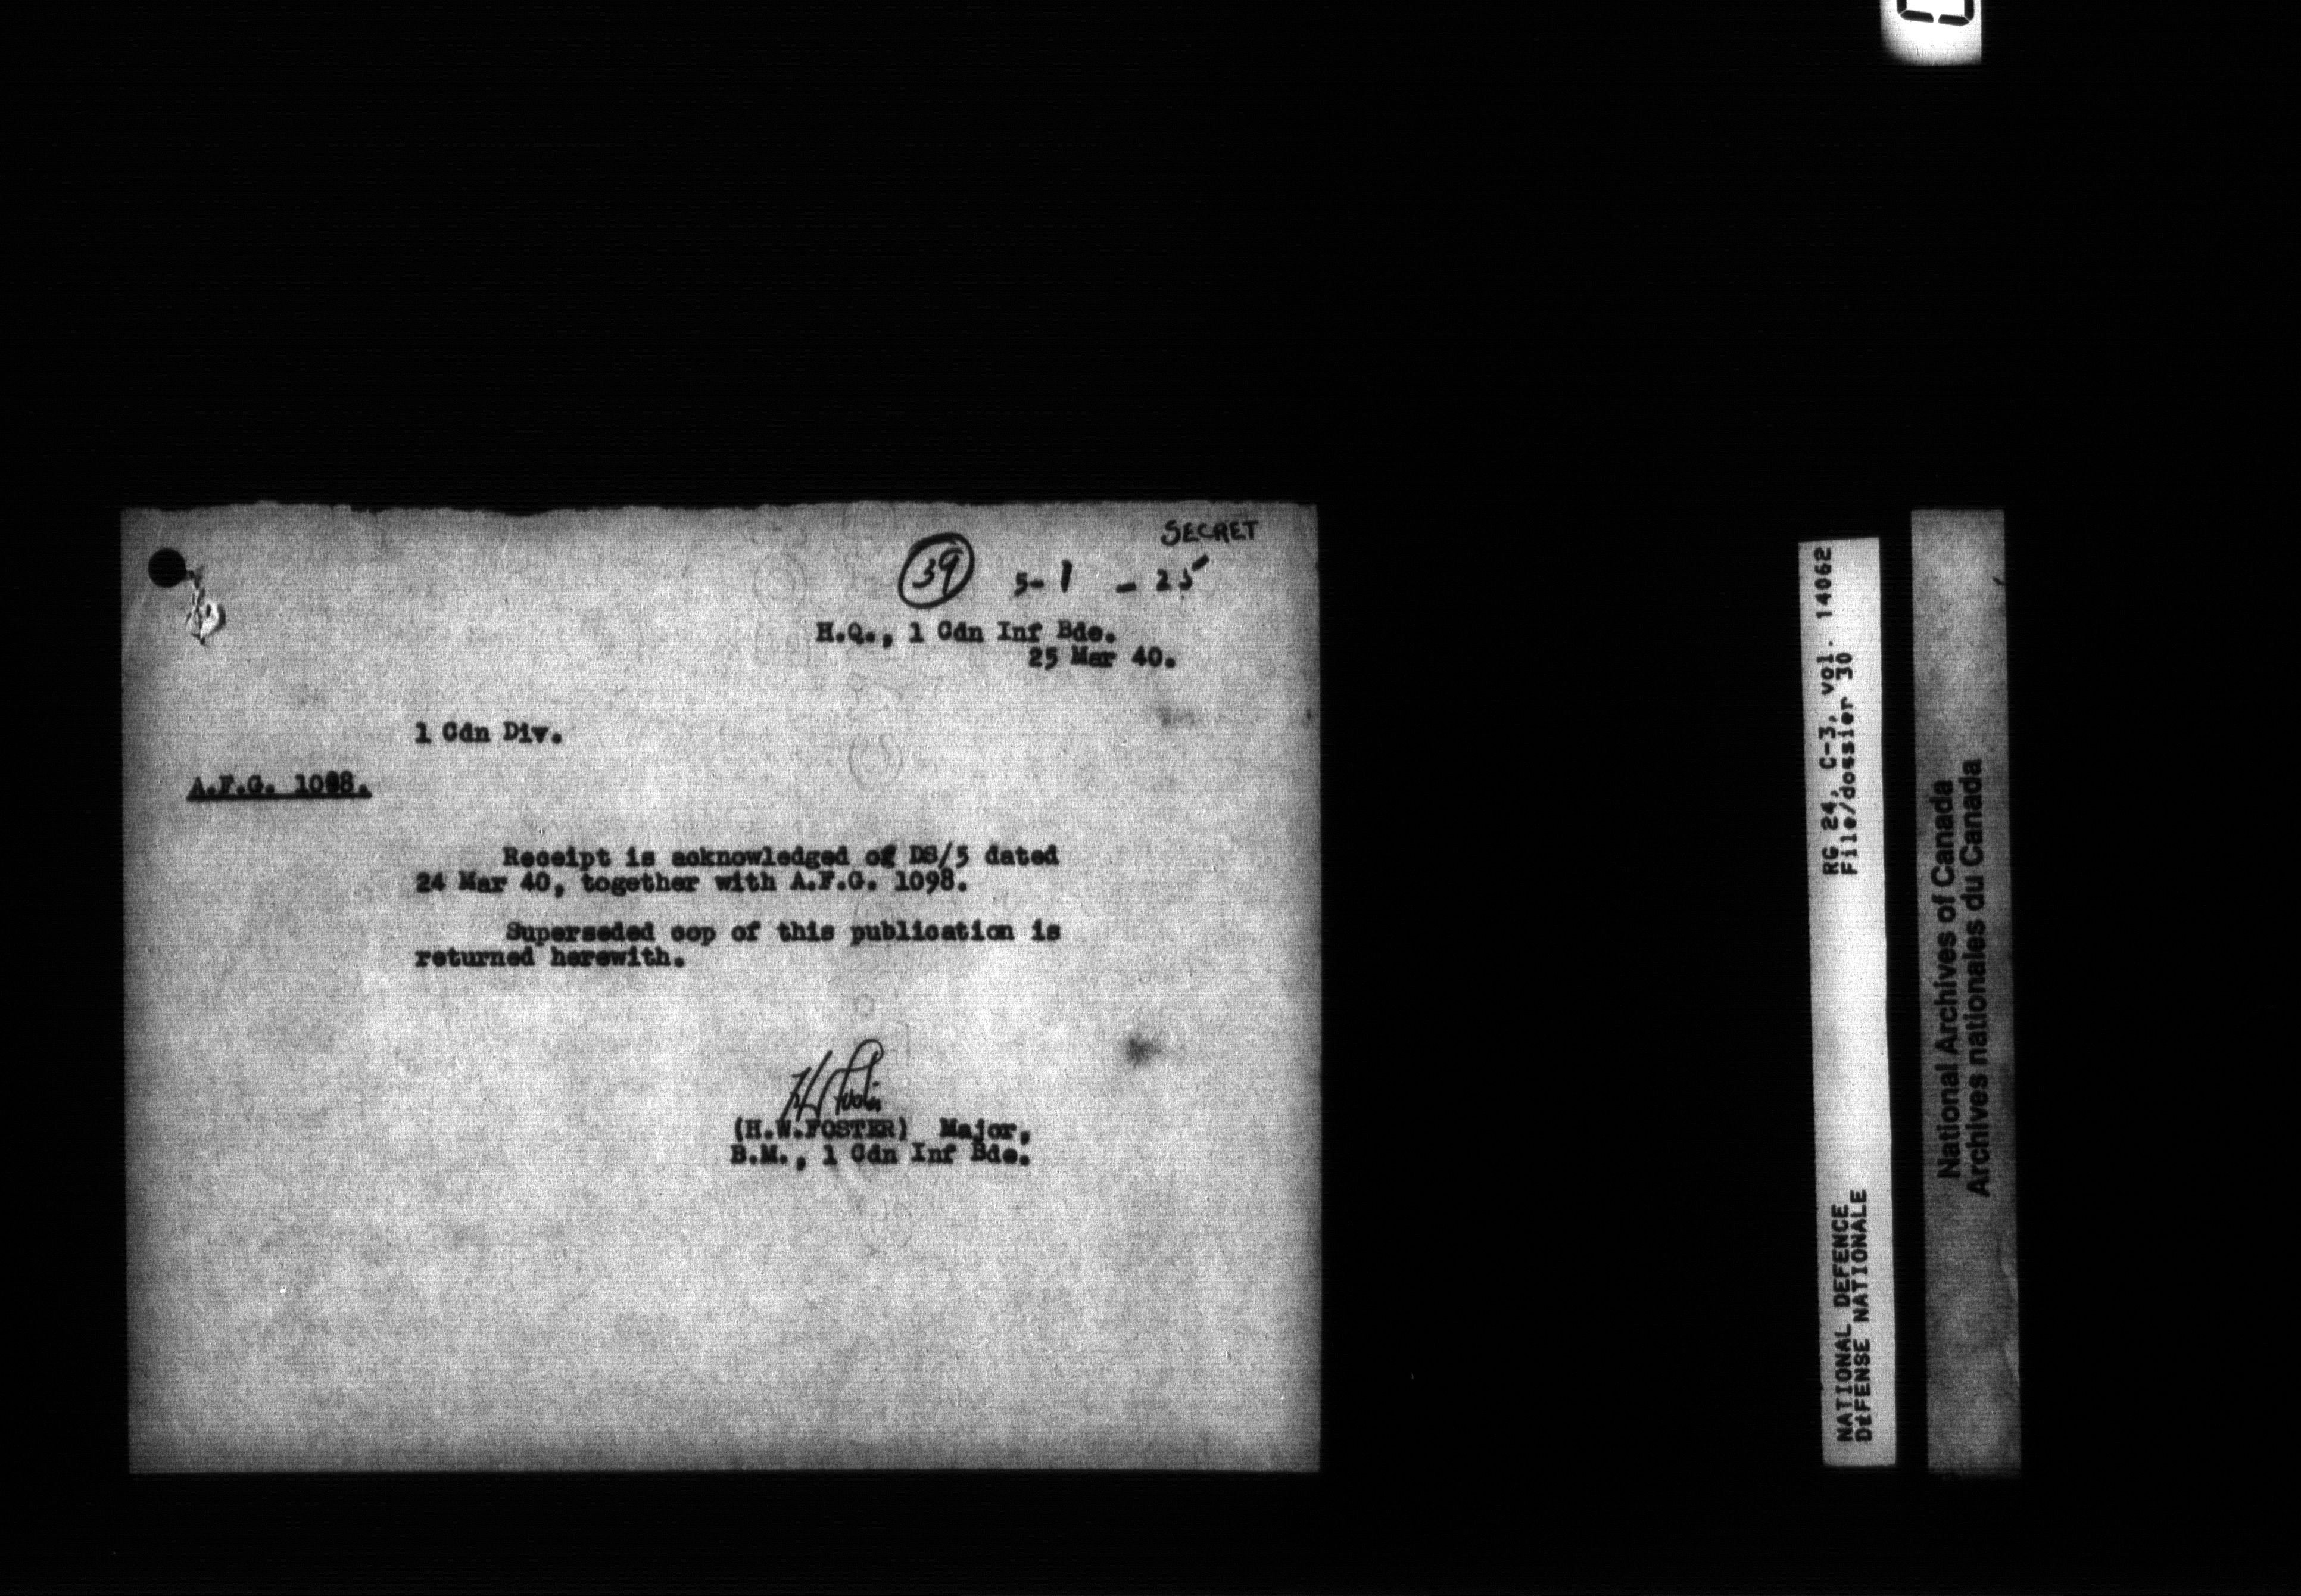 SECRET
39 5-1 - 25
H.Q., 1 Cdn Inf Bde.
25 Mar 40.
1 Cdn Div.
A.F.G. 1098.
Receipt is acknowledged of DS/5 dated
24 Mar 40, together with A.F.G. 1098.
Superseded cop of this publication is
returned herewith.
(H.W.FOSTER) Major,
B.M., 1 Cdn Inf Bde.
RG 24, C-3, vol. 14062
File/dossier 30
NATIONAL DEFENCE
DÉFENSE NATIONALE
National Archives of Canada
Archives nationales du Canada